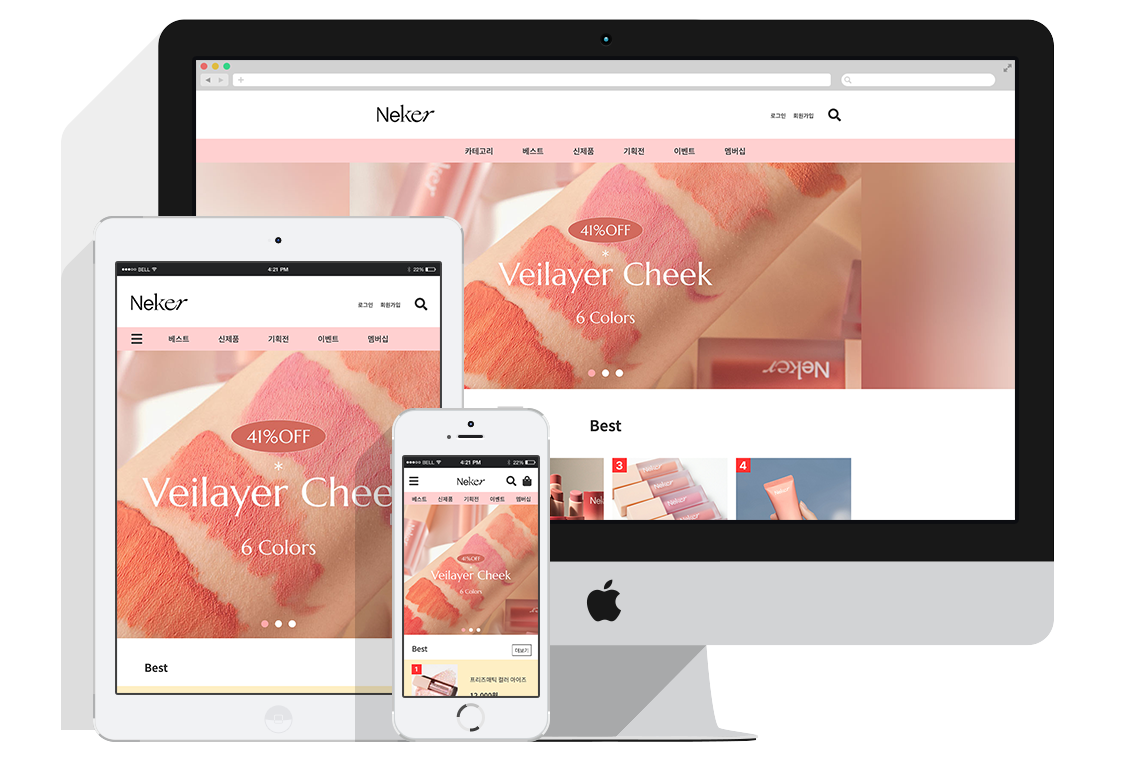 Neker
로그인 회원가입
카테고리 베스트 신제품 기획전 이벤트 멤버십
41%OFF
*
Veilayer Cheek
6 Colors
Neker
Best
Nek
3
Neker
4
Neker
BELL 4:21 PM 22%
Neker
로그인 회원가입
베스트 신제품 기획전 이벤트 멤버십
41%OFF
*
Veilayer Chee
6 Colors
Best
BELL 4:21 PM 22%
Neker
베스트 신제품 기획전 이벤트 멤버십
41%OFF
Veilayer Cheek
6 Colors
Best 더보기
1
프리즈매틱 컬러 아이즈
12,000원